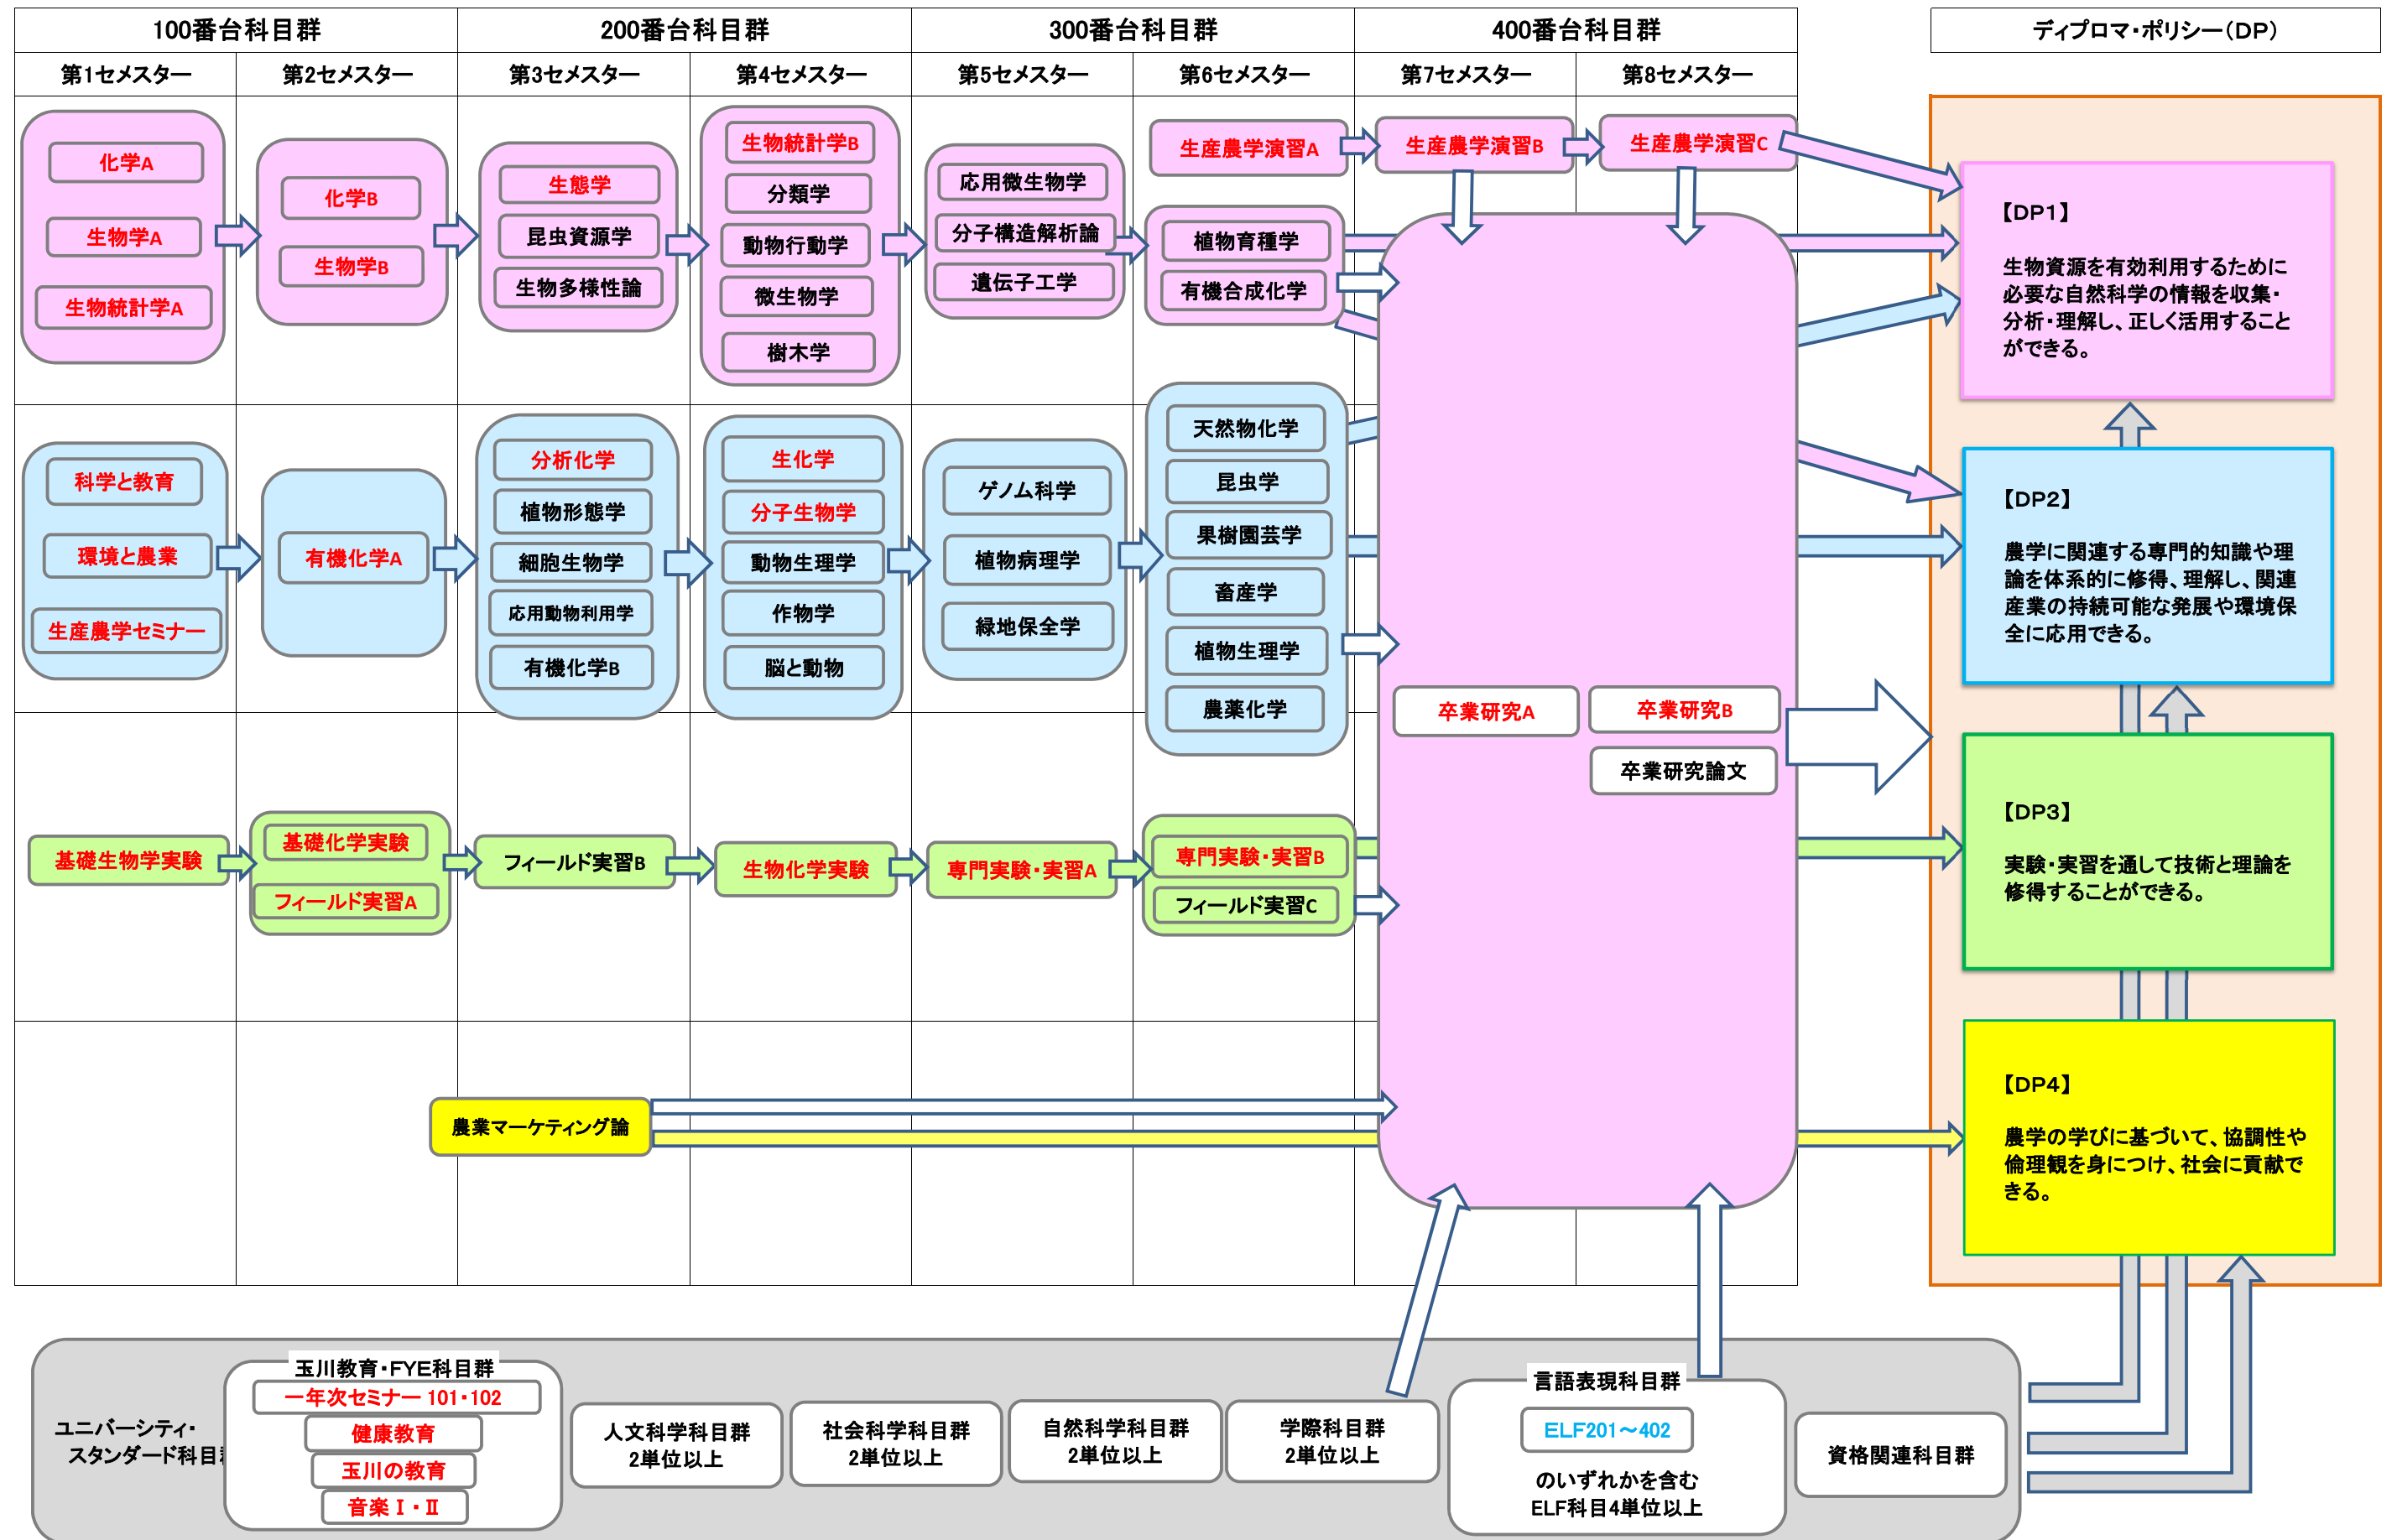 100番台科目群
200番台科目群
300番台科目群
400番台科目群
ディプロマ・ポリシー(DP)
第1セメスター
第2セメスター
第3セメスター
第4セメスター
第5セメスター
第6セメスター
第7セメスター
第8セメスター
化学A
生物学A
生物統計学A
化学B
生物学B
生態学
昆虫資源学
生物多様性論
生物統計学B
分類学
動物行動学
微生物学
樹木学
応用微生物学
分子構造解析論
遺伝子工学
生産農学演習A
植物育種学
有機合成化学
生産農学演習B
生産農学演習C
科学と教育
環境と農業
生産農学セミナー
有機化学A
分析化学
植物形態学
細胞生物学
応用動物利用学
有機化学B
生化学
分子生物学
動物生理学
作物学
脳と動物
ゲノム科学
植物病理学
緑地保全学
天然物化学
昆虫学
果樹園芸学
畜産学
植物生理学
農薬化学
卒業研究A
卒業研究B
卒業研究論文
基礎生物学実験
基礎化学実験
フィールド実習A
フィールド実習B
生物化学実験
専門実験・実習A
専門実験・実習B
フィールド実習C
農業マーケティング論
【DP1】
生物資源を有効利用するために
必要な自然科学の情報を収集・
分析・理解し、正しく活用すること
ができる。
【DP2】
農学に関連する専門的知識や理
論を体系的に修得、理解し、関連
産業の持続可能な発展や環境保
全に応用できる。
【DP3】
実験・実習を通して技術と理論を
修得することができる。
【DP4】
農学の学びに基づいて、協調性や
倫理観を身につけ、社会に貢献で
きる。
ユニバーシティ・
スタンダード科目
玉川教育・FYE科目群
一年次セミナー 101・102
健康教育
玉川の教育
音楽Ⅰ・Ⅱ
人文科学科目群
2単位以上
社会科学科目群
2単位以上
自然科学科目群
2単位以上
学際科目群
2単位以上
言語表現科目群
ELF201～402
のいずれかを含む
ELF科目4単位以上
資格関連科目群